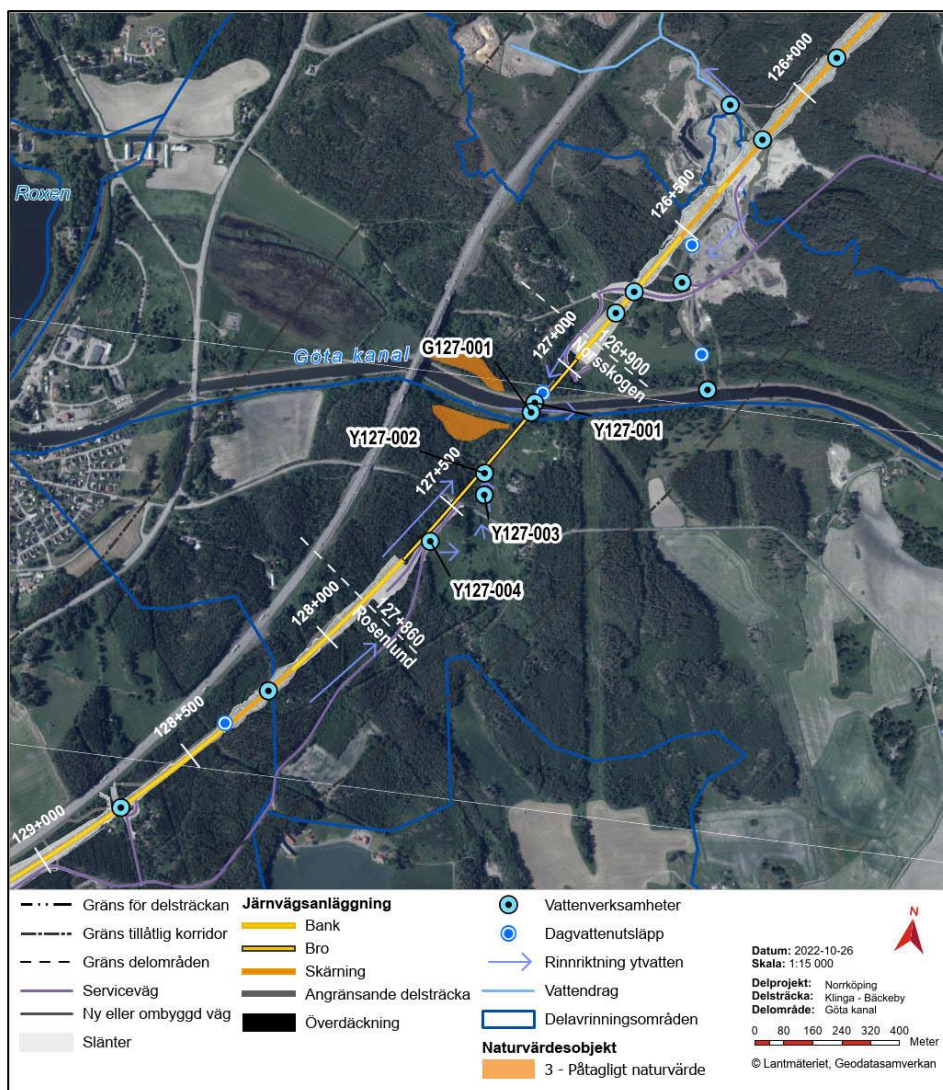 126+000
126+500
Roxen
127+000
126+900
Norsskogen
Göta kanal
G127-001
Y127-001
Y127-002
127+500
Y127-003
Y127-004
128+000
127+860
Rosenlund
128+500
129+000
Gräns för delsträckan
Gräns tillåtlig korridor
Gräns delområden
Serviceväg
Ny eller ombyggd väg
Slänter
Järnvägsanläggning
Bank
Bro
Skärning
Angränsande delsträcka
Överdäckning
Vattenverksamheter
Dagvattenutsläpp
Rinnriktning ytvatten
Vattendrag
Delavrinningsområden
Naturvärdesobjekt
3 - Påtagligt naturvärde
N
Datum: 2022-10-26
Skala: 1:15 000
Delprojekt: Norrköping
Delsträcka: Klinga - Bäckeby
Delområde: Göta kanal
0 80 160 240 320 400
Meter
© Lantmäteriet, Geodatasamverkan